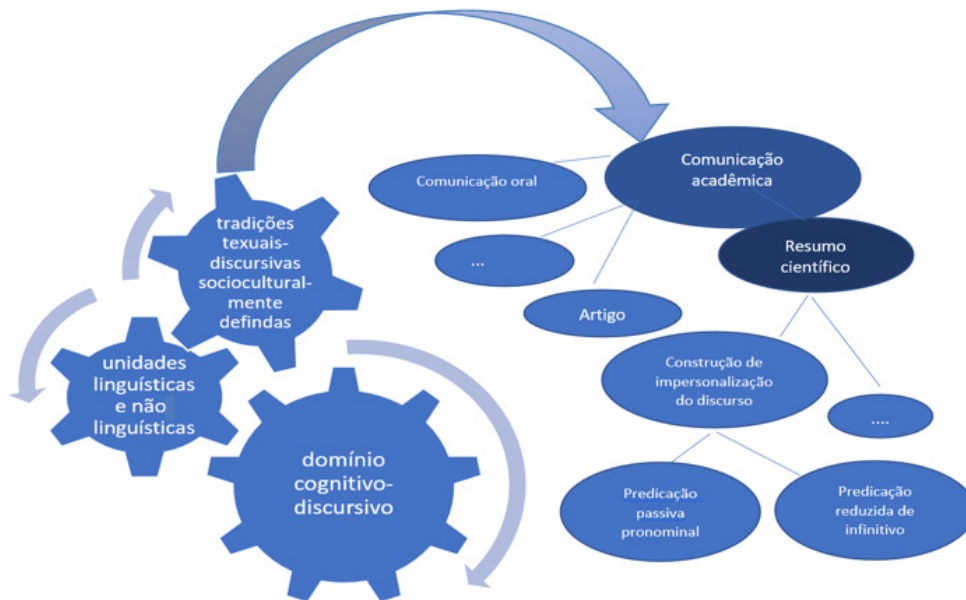 tradições
texuais-
discursivas
sociocultural-
mente
defindas
unidades
linguísticas
e não
linguísticas
domínio
cognitivo-
discursivo
Comunicação
acadêmica
Comunicação oral
...
Artigo
Resumo
científico
Construção de
impersonalização
do discurso
....
Predicação
passiva
pronominal
Predicação
reduzida de
infinitivo